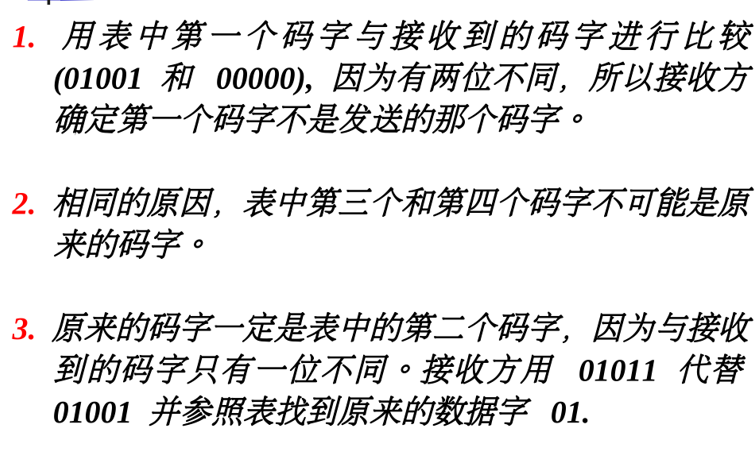 1. 用表中第一个码字与接收到的码字进行比较
(01001 和 00000), 因为有两位不同，所以接收方
确定第一个码字不是发送的那个码字。
2. 相同的原因，表中第三个和第四个码字不可能是原
来的码字。
3. 原来的码字一定是表中的第二个码字，因为与接收
到的码字只有一位不同。接收方用 01011 代替
01001 并参照表找到原来的数据字 01.